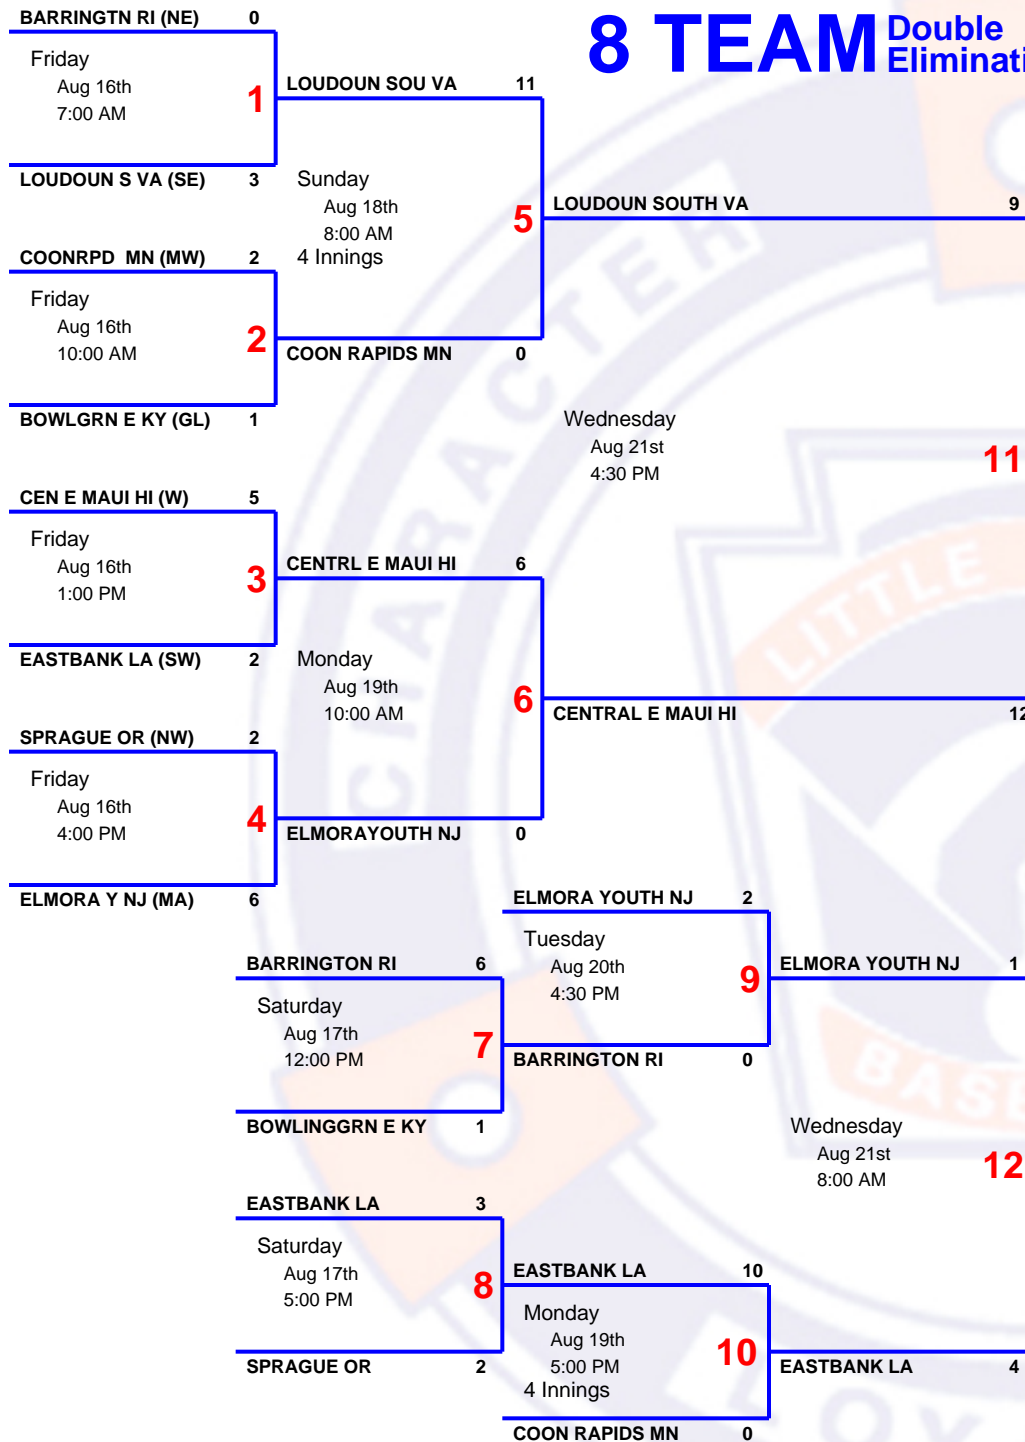 8 TEAM Double
Eliminati
BARRINGTN RI (NE) 0
Friday
Aug 16th
7:00 AM
1
LOUDOUN S VA (SE) 3
LOUDOUN SOU VA 11
Sunday
Aug 18th
8:00 AM
4 Innings
5
LOUDOUN SOUTH VA 9
COONRPD MN (MW) 2
Friday
Aug 16th
10:00 AM
2
COON RAPIDS MN 0
BOWLGRN E KY (GL) 1
Wednesday
Aug 21st
4:30 PM
11
CEN E MAUI HI (W) 5
Friday
Aug 16th
1:00 PM
3
CENTRL E MAUI HI 6
EASTBANK LA (SW) 2
Monday
Aug 19th
10:00 AM
6
CENTRAL E MAUI HI 12
SPRAGUE OR (NW) 2
Friday
Aug 16th
4:00 PM
4
ELMORAYOUTH NJ 0
ELMORA Y NJ (MA) 6
ELMORA YOUTH NJ 2
Tuesday
Aug 20th
4:30 PM
9
ELMORA YOUTH NJ 1
BARRINGTON RI 6
Saturday
Aug 17th
12:00 PM
7
BARRINGTON RI 0
BOWLINGGRN E KY 1
Wednesday
Aug 21st
8:00 AM
12
EASTBANK LA 3
Saturday
Aug 17th
5:00 PM
8
EASTBANK LA 10
Monday
Aug 19th
5:00 PM
4 Innings
10
SPRAGUE OR 2
EASTBANK LA 4
COON RAPIDS MN 0
CHARACTER
LITTLE
BASE
LOY